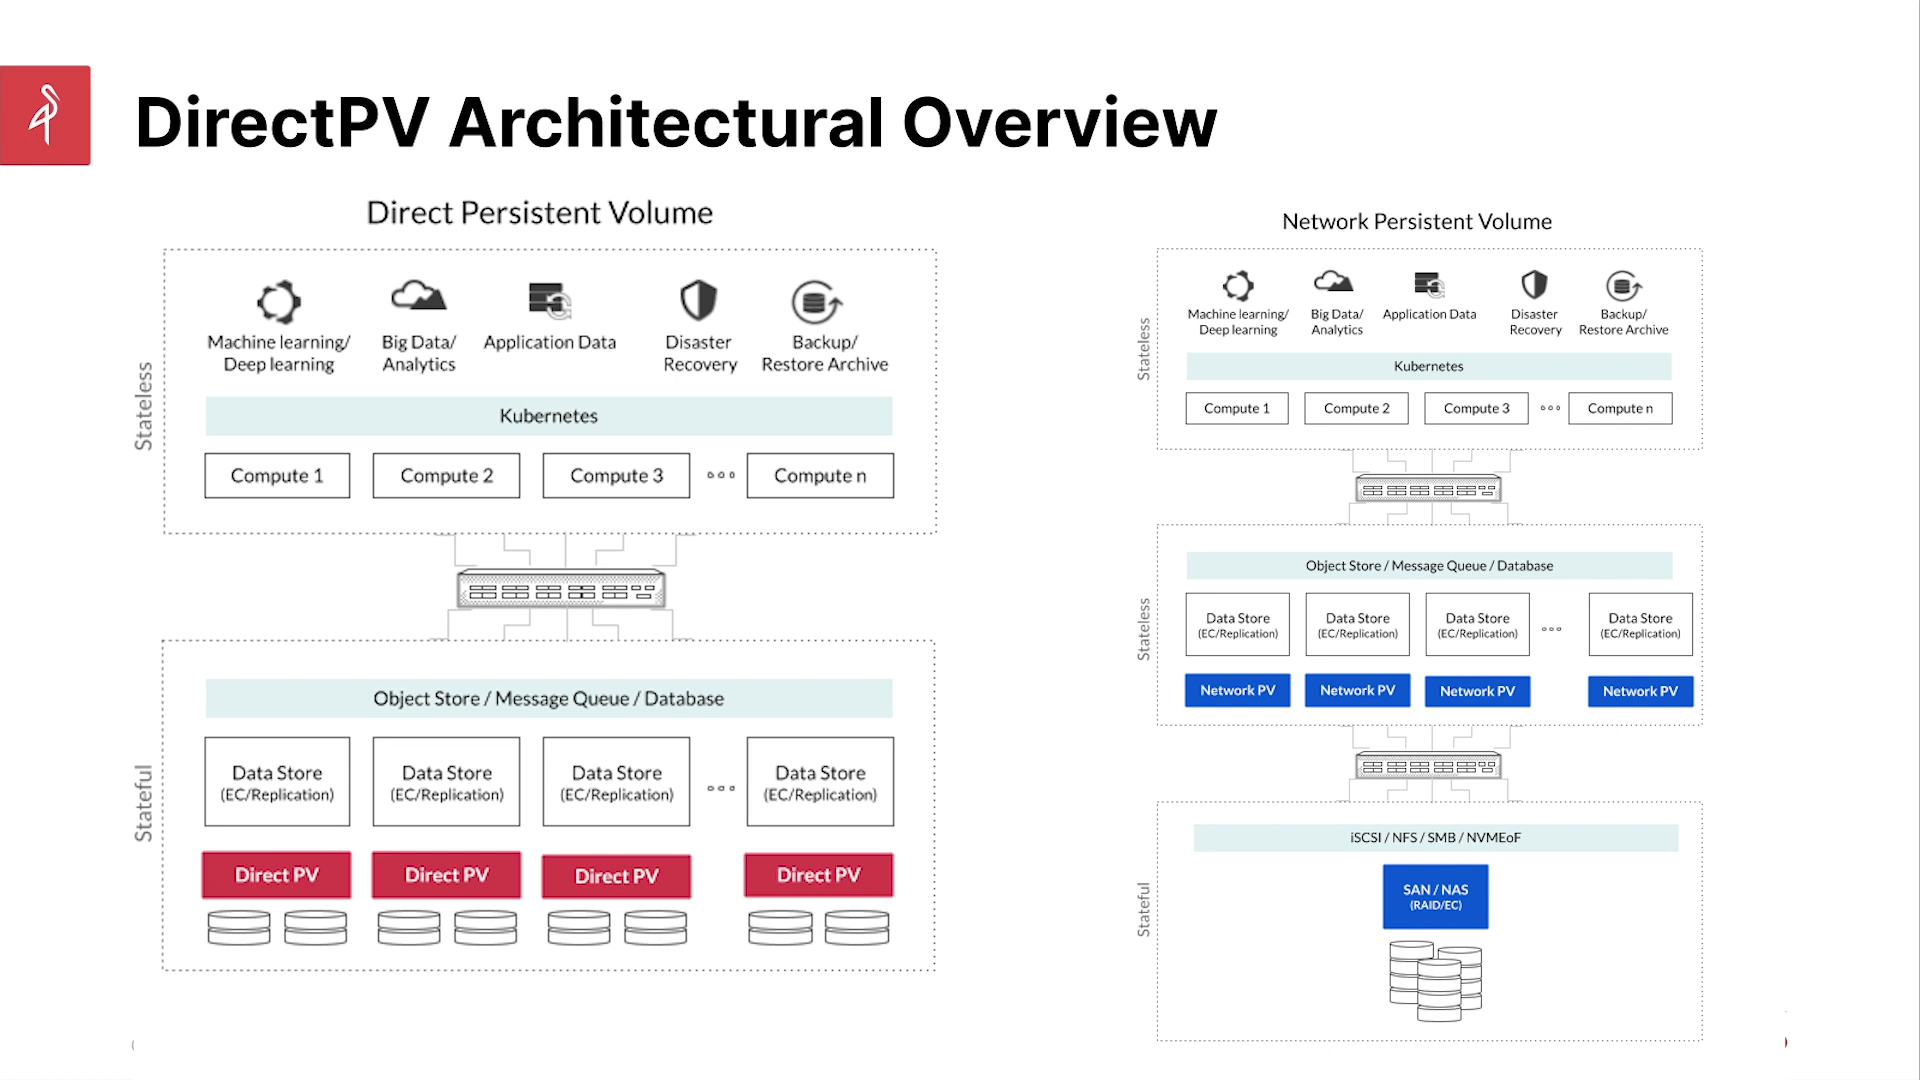 DirectPV Architectural Overview
Direct Persistent Volume
Stateless
Machine learning/
Deep learning
Big Data/
Analytics
Application Data
Disaster
Recovery
Backup/
Restore Archive
Kubernetes
Compute 1
Compute 2
Compute 3
Compute n
Stateful
Object Store / Message Queue / Database
Data Store
(EC/Replication)
Data Store
(EC/Replication)
Data Store
(EC/Replication)
Data Store
(EC/Replication)
Direct PV
Direct PV
Direct PV
Direct PV
Network Persistent Volume
Stateless
Machine learning/
Deep learning
Big Data/
Analytics
Application Data
Disaster
Recovery
Backup/
Restore Archive
Kubernetes
Compute 1
Compute 2
Compute 3
Compute n
Stateless
Object Store / Message Queue / Database
Data Store
(EC/Replication)
Data Store
(EC/Replication)
Data Store
(EC/Replication)
Data Store
(EC/Replication)
Network PV
Network PV
Network PV
Network PV
Stateful
iSCSI / NFS / SMB / NVMEoF
SAN / NAS
(RAID/EC)